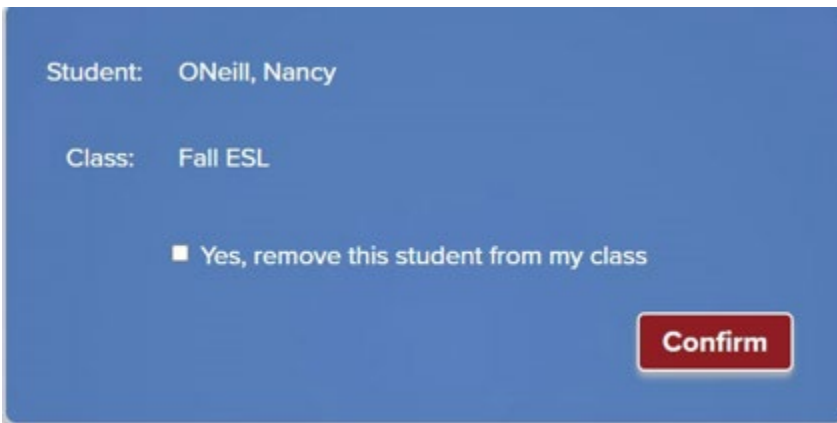 Student: ONeill, Nancy
Class: Fall ESL
Yes, remove this student from my class
Confirm